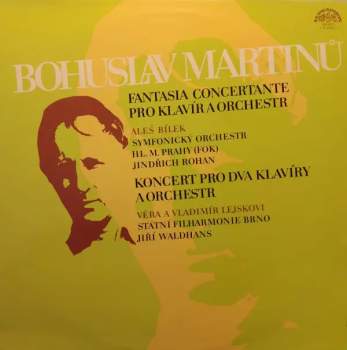 BOHUSLAV MARTINŮ
FANTASIA CONCERTANTE
PRO KLAVÍR A ORCHESTR
ALEŠ BÍLEK
SYMFONICKÝ ORCHESTR
HL. M. PRAHY (FOK)
JINDŘICH ROHAN
KONCERT PRO DVA KLAVÍRY
A ORCHESTR
VĚRA A VLADIMÍR LEJSKOVI
STÁTNÍ FILHARMONIE BRNO
JIŘÍ WALDHANS